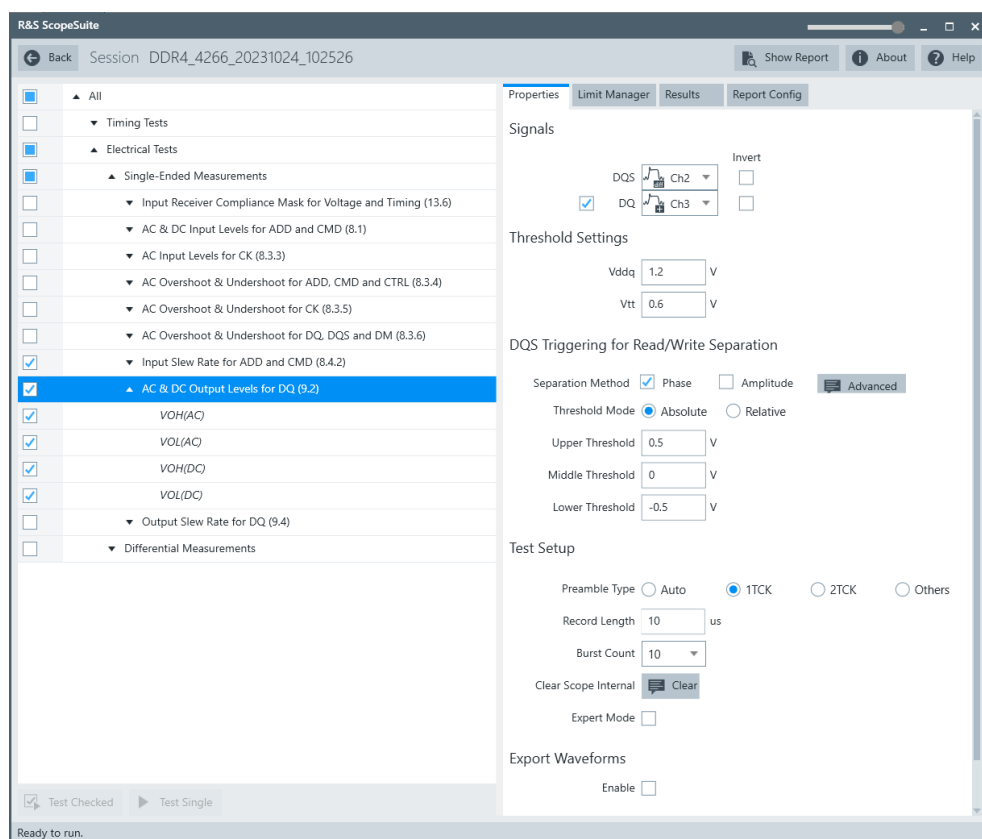 R&S ScopeSuite
Back Session DDR4_4266_20231024_102526 Show Report About Help
All
Timing Tests
Electrical Tests
Single-Ended Measurements
Input Receiver Compliance Mask for Voltage and Timing (13.6)
AC & DC Input Levels for ADD and CMD (8.1)
AC Input Levels for CK (8.3.3)
AC Overshoot & Undershoot for ADD, CMD and CTRL (8.3.4)
AC Overshoot & Undershoot for CK (8.3.5)
AC Overshoot & Undershoot for DQ, DQS and DM (8.3.6)
Input Slew Rate for ADD and CMD (8.4.2)
AC & DC Output Levels for DQ (9.2)
VOH(AC)
VOL(AC)
VOH(DC)
VOL(DC)
Output Slew Rate for DQ (9.4)
Differential Measurements
Test Checked Test Single
Ready to run.
Properties Limit Manager Results Report Config
Signals
Invert
DQS Ch2
DQ Ch3
Threshold Settings
Vddq 1.2 V
Vtt 0.6 V
DQS Triggering for Read/Write Separation
Separation Method Phase Amplitude Advanced
Threshold Mode Absolute Relative
Upper Threshold 0.5 V
Middle Threshold 0 V
Lower Threshold -0.5 V
Test Setup
Preamble Type Auto 1TCK 2TCK Others
Record Length 10 us
Burst Count 10
Clear Scope Internal Clear
Expert Mode
Export Waveforms
Enable